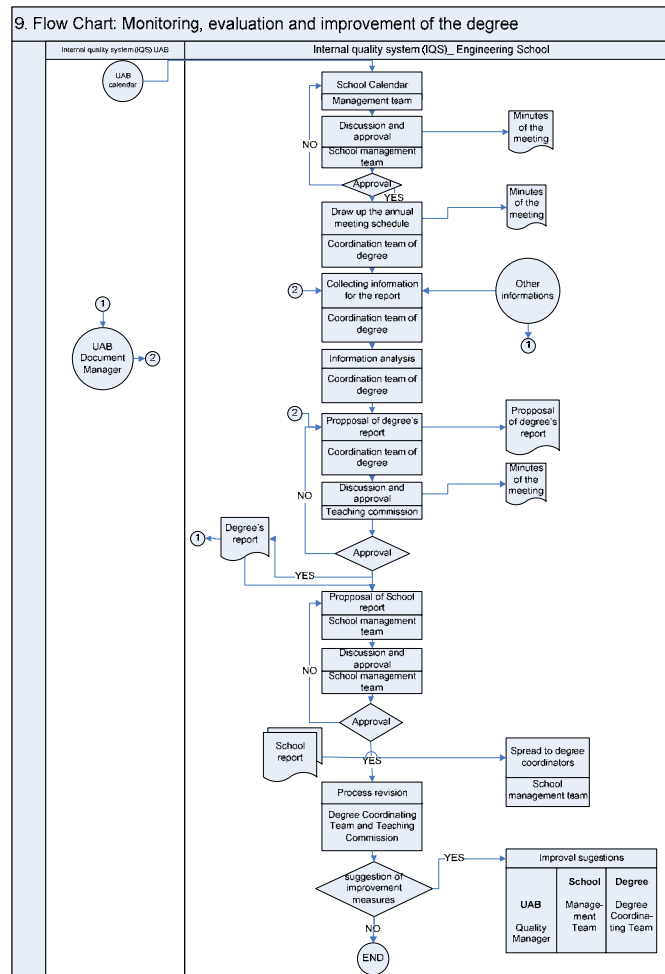 9. Flow Chart: Monitoring, evaluation and improvement of the degree
Internal quality system (IQS) UAB
Internal quality system (IQS)_ Engineering School
UAB
calendar
School Calendar
Management team
Discussion and
approval
School management
team
Minutes
of the
meeting
NO
Approval
YES
Draw up the annual
meeting schedule
Coordination team of
degree
Minutes
of the
meeting
2
Collecting information
for the report
Coordination team of
degree
Other
informations
1
1
UAB
Document
Manager
2
Information analysis
Coordination team of
degree
2
Propposal of degree's
report
Coordination team of
degree
Propposal
of degree's
report
NO
Discussion and
approval
Teaching commission
Minutes
of the
meeting
1
Degree's
report
Approval
YES
Propposal of School
report
School management
team
NO
Discussion and
approval
School management
team
Approval
School
report
YES
Spread to degree
coordinators
School
management team
Process revision
Degree Coordinating
Team and Teaching
Commission
suggestion of
improvement
measures
YES
NO
END
Improval sugestions
UAB
Quality
Manager
School
Manage-
ment
Team
Degree
Degree
Coordina-
ting Team